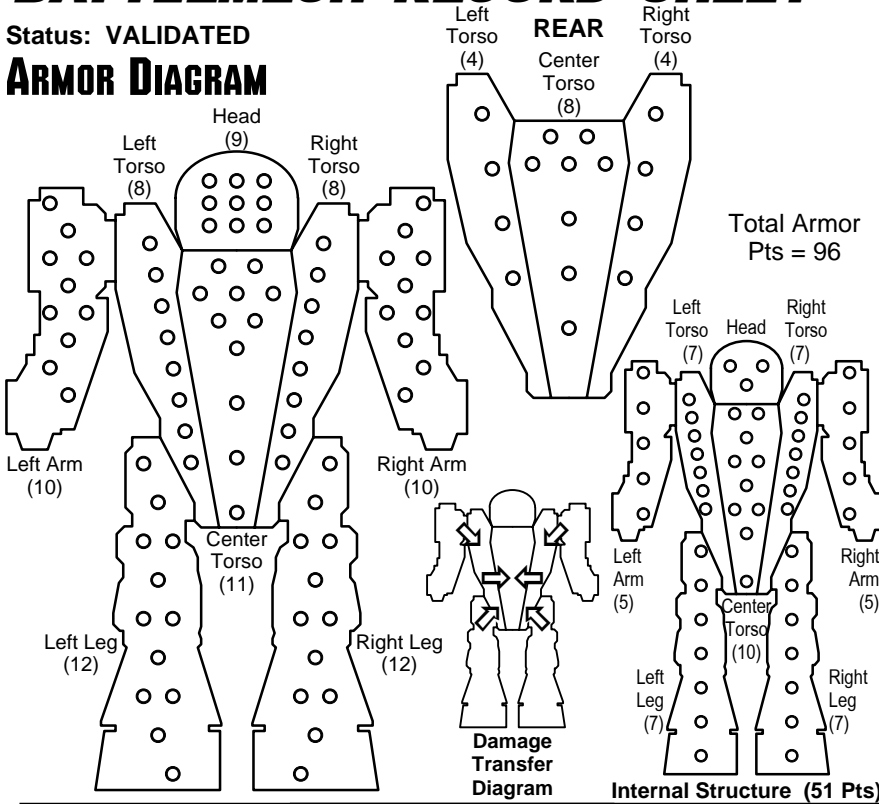 BATTLEMECH RECORD SHEET
Status: VALIDATED
ARMOR DIAGRAM
Head
(9)
Left
Torso
(8)
Right
Torso
(8)
Left Arm
(10)
Right Arm
(10)
Center
Torso
(11)
Left Leg
(12)
Right Leg
(12)
REAR
Left
Torso
(4)
Center
Torso
(8)
Right
Torso
(4)
Total Armor
Pts = 96
Damage
Transfer
Diagram
Left
Torso
(7)
Head
Right
Torso
(7)
Left
Arm
(5)
Right
Arm
(5)
Center
Torso
(10)
Left
Leg
(7)
Right
Leg
(7)
Internal Structure (51 Pts)